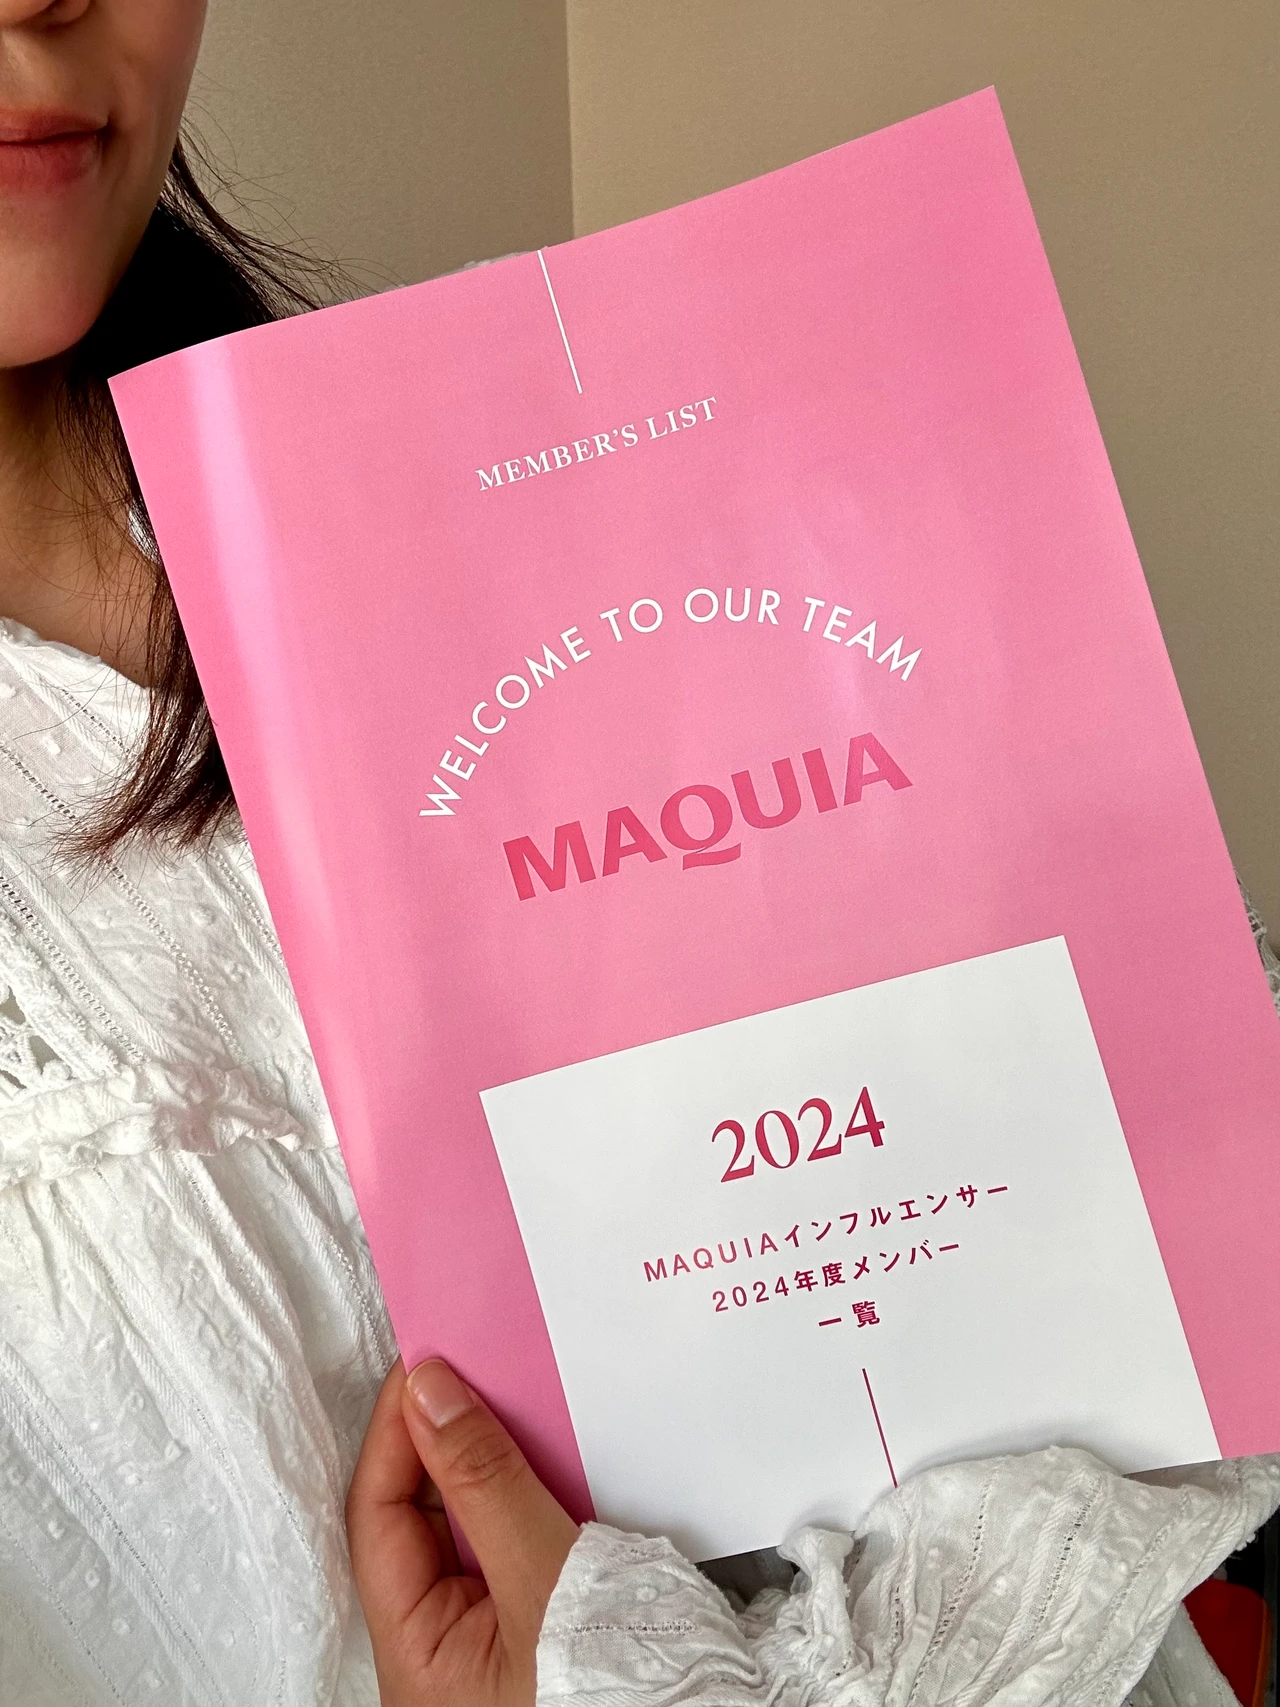 MEMBER'S LIST
WELCOME TO OUR TEAM
MAQUIA
2024
MAQUIAインフルエンサー
2024年度メンバー
一覧